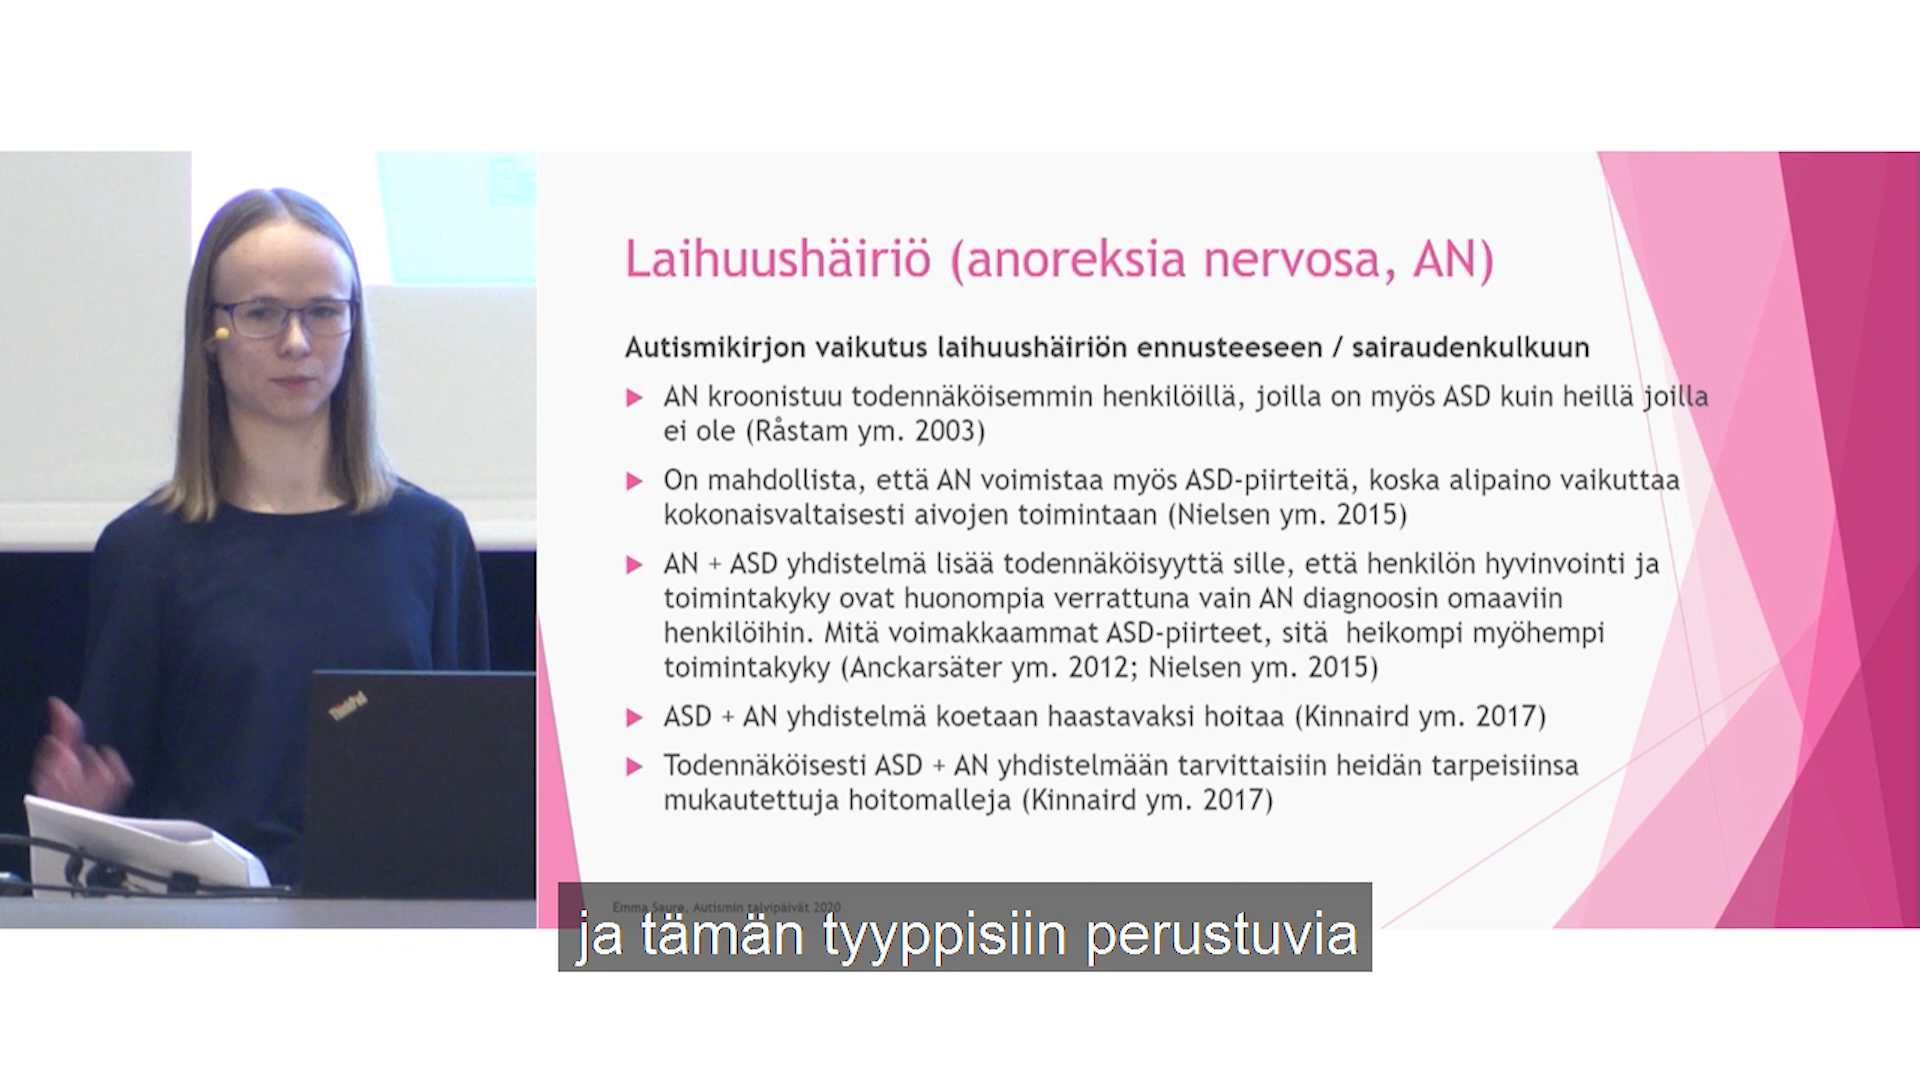 Laihuushäiriö (anoreksia nervosa, AN)
Autismikirjon vaikutus laihuushäiriön ennusteeseen / sairaudenkulkuun
AN kroonistuu todennäköisemmin henkilöillä, joilla on myös ASD kuin heillä joilla
ei ole (Råstam ym. 2003)
On mahdollista, että AN voimistaa myös ASD-piirteitä, koska alipaino vaikuttaa
kokonaisvaltaisesti aivojen toimintaan (Nielsen ym. 2015)
AN + ASD yhdistelmä lisää todennäköisyyttä sille, että henkilön hyvinvointi ja
toimintakyky ovat huonompia verrattuna vain AN diagnoosin omaaviin
henkilöihin. Mitä voimakkaammat ASD-piirteet, sitä heikompi myöhempi
toimintakyky (Anckarsäter ym. 2012; Nielsen ym. 2015)
ASD + AN yhdistelmä koetaan haastavaksi hoitaa (Kinnaird ym. 2017)
Todennäköisesti ASD + AN yhdistelmään tarvittaisiin heidän tarpeisiinsa
mukautettuja hoitomalleja (Kinnaird ym. 2017)
ThinkPad
Emma Saure, Autismin talvipäivät 2020
ja tämän tyyppisiin perustuvia